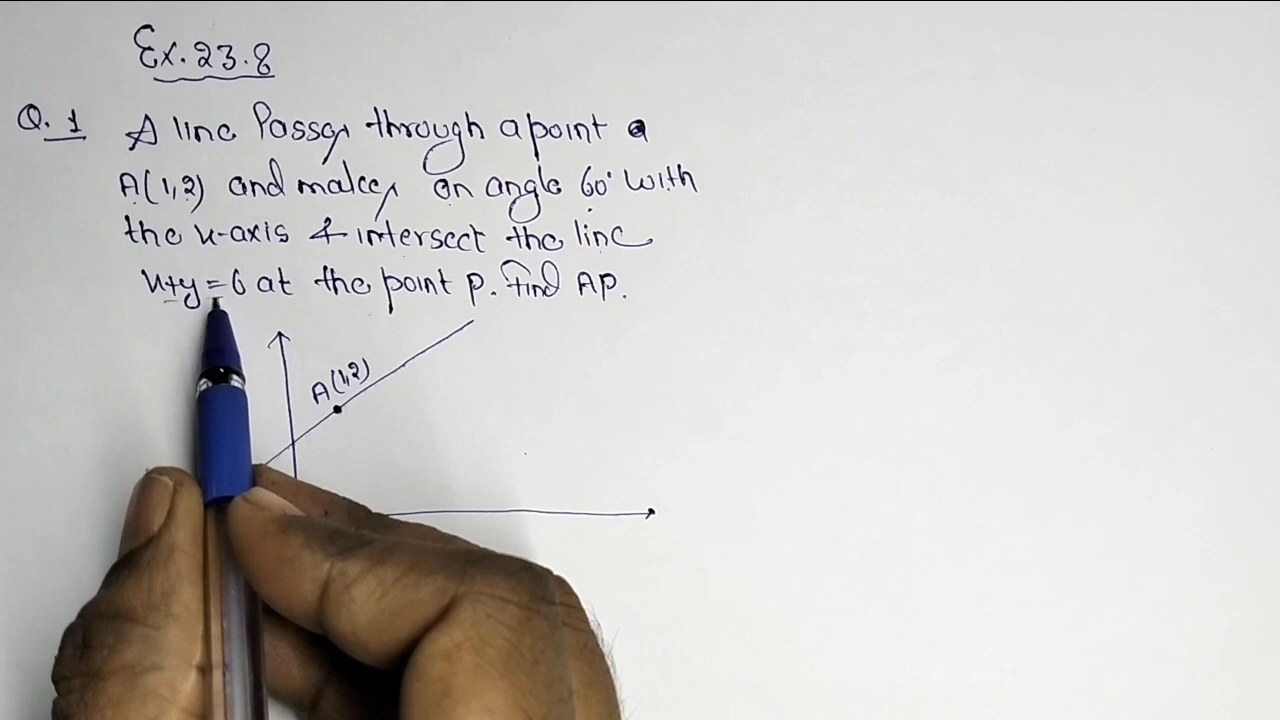 Ex. 23.8
Q. 1 A line Passes through a point
A(1,2) and makes an angle 60° with
the x-axis & intersect the line
x+y=6 at the point P. Find AP.
A(1,2)